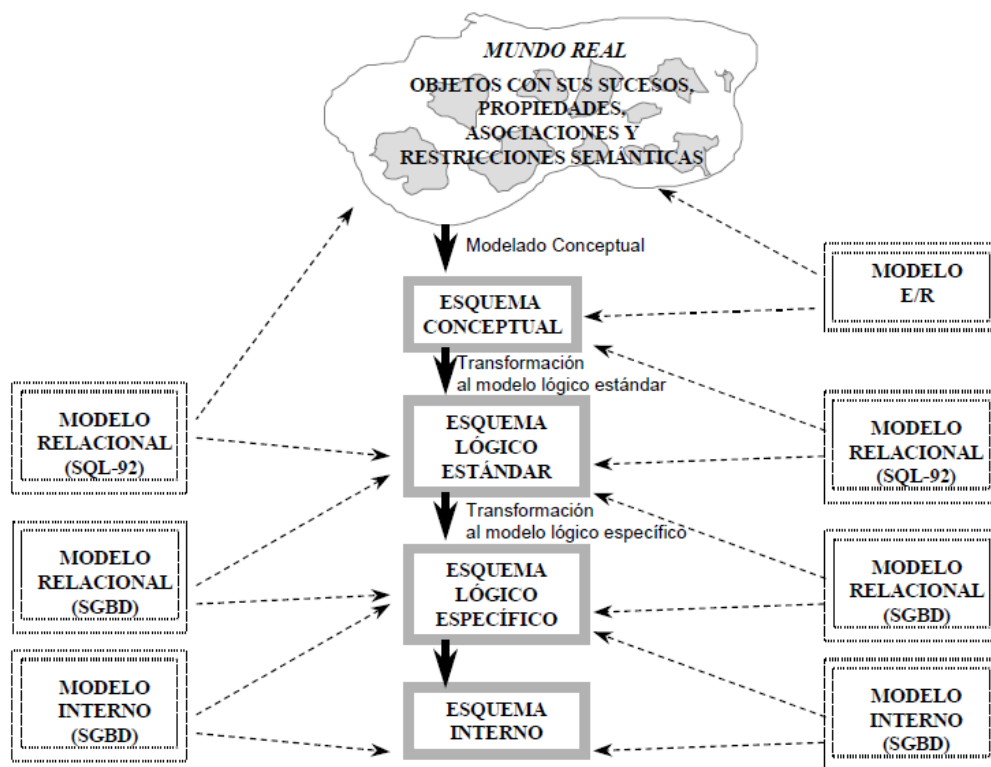 MUNDO REAL
OBJETOS CON SUS SUCESOS,
PROPIEDADES,
ASOCIACIONES Y
RESTRICCIONES SEMÁNTICAS
Modelado Conceptual
MODELO
E/R
ESQUEMA
CONCEPTUAL
Transformación
al modelo lógico estándar
MODELO
RELACIONAL
(SQL-92)
ESQUEMA
LÓGICO
ESTÁNDAR
MODELO
RELACIONAL
(SQL-92)
Transformación
al modelo lógico específico
MODELO
RELACIONAL
(SGBD)
ESQUEMA
LÓGICO
ESPECÍFICO
MODELO
RELACIONAL
(SGBD)
MODELO
INTERNO
(SGBD)
ESQUEMA
INTERNO
MODELO
INTERNO
(SGBD)